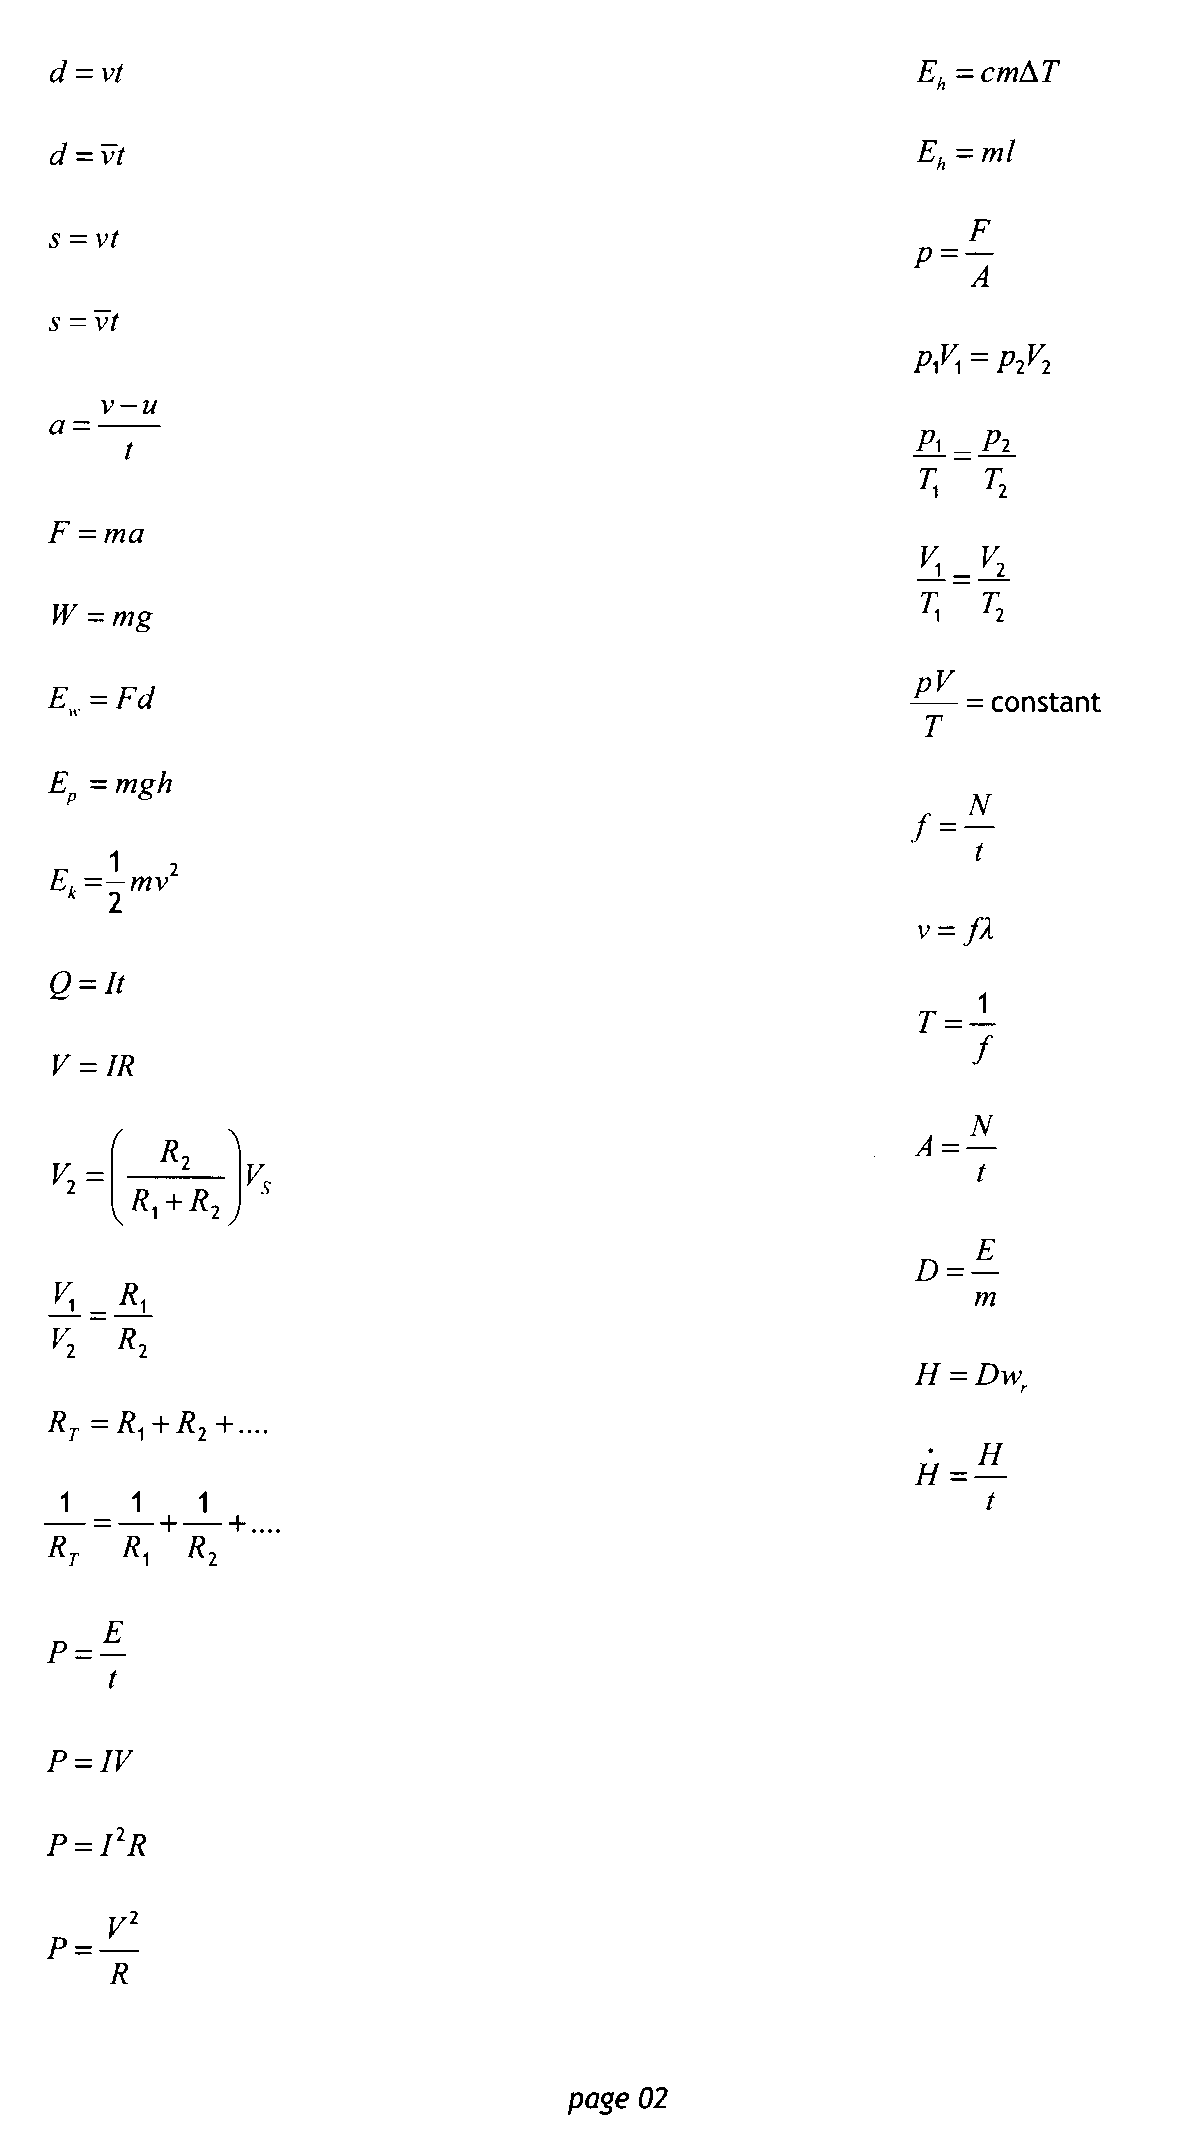 d = vt
d = v̄t
s = vt
s = v̄t
a = (v − u)/t
F = ma
W = mg
E_w = Fd
E_p = mgh
E_k = 1/2 mv²
Q = It
V = IR
V₂ = (R₂/(R₁ + R₂))V_S
V₁/V₂ = R₁/R₂
R_T = R₁ + R₂ + ....
1/R_T = 1/R₁ + 1/R₂ + ....
P = E/t
P = IV
P = I²R
P = V²/R
E_h = cmΔT
E_h = ml
p = F/A
p₁V₁ = p₂V₂
p₁/T₁ = p₂/T₂
V₁/T₁ = V₂/T₂
pV/T = constant
f = N/t
v = fλ
T = 1/f
A = N/t
D = E/m
H = Dw_r
Ḣ = H/t
page 02